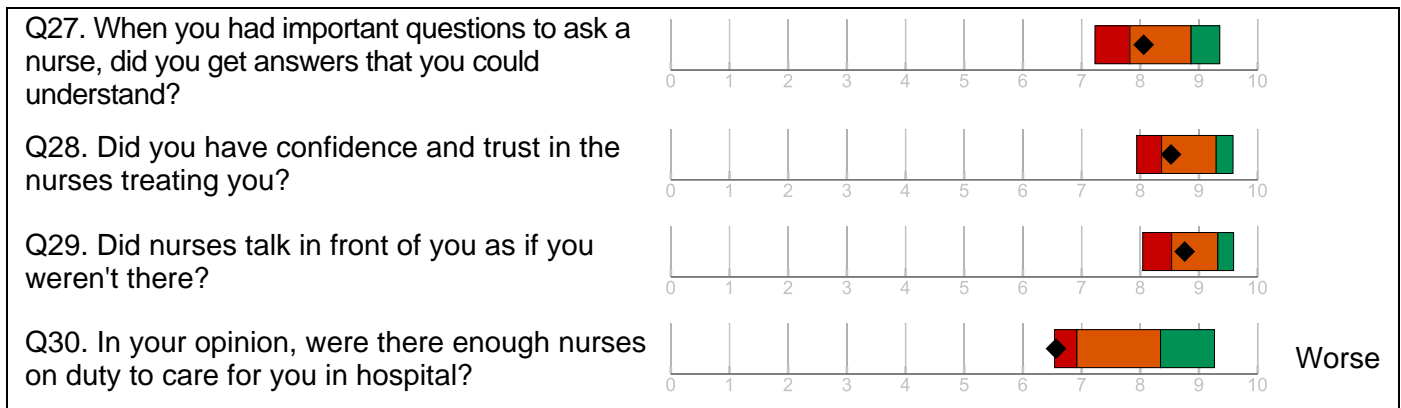 Q27. When you had important questions to ask a
nurse, did you get answers that you could
understand?
0 1 2 3 4 5 6 7 8 9 10
Q28. Did you have confidence and trust in the
nurses treating you?
0 1 2 3 4 5 6 7 8 9 10
Q29. Did nurses talk in front of you as if you
weren't there?
0 1 2 3 4 5 6 7 8 9 10
Q30. In your opinion, were there enough nurses
on duty to care for you in hospital?
Worse
0 1 2 3 4 5 6 7 8 9 10